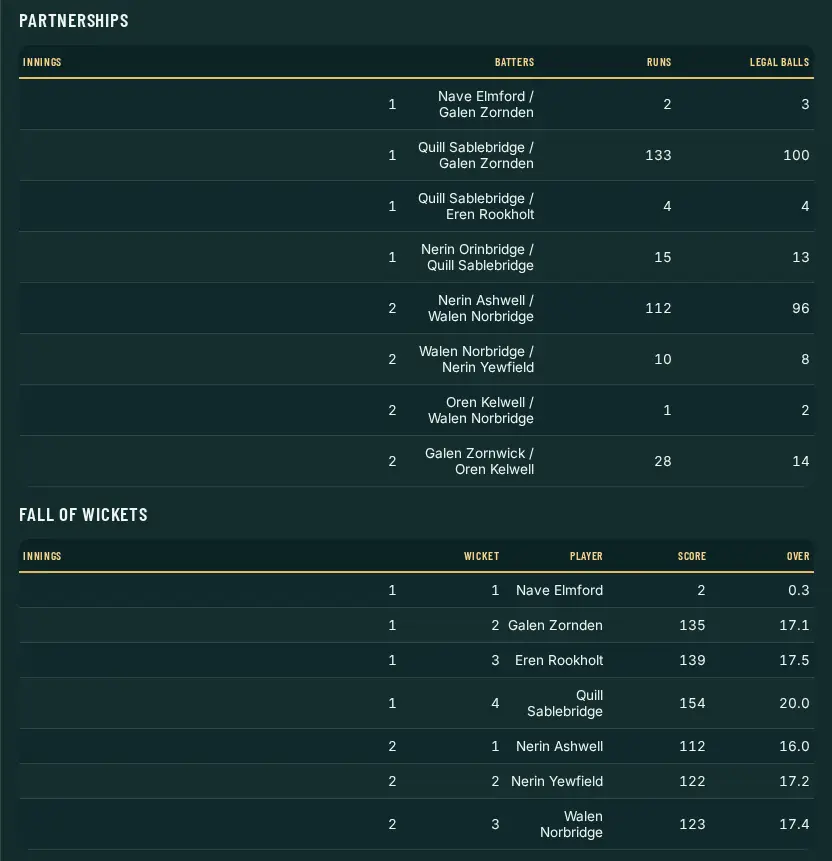 PARTNERSHIPS
INNINGS BATTERS RUNS LEGAL BALLS
1 Nave Elmford / Galen Zornden 2 3
1 Quill Sablebridge / Galen Zornden 133 100
1 Quill Sablebridge / Eren Rookholt 4 4
1 Nerin Orinbridge / Quill Sablebridge 15 13
2 Nerin Ashwell / Walen Norbridge 112 96
2 Walen Norbridge / Nerin Yewfield 10 8
2 Oren Kelwell / Walen Norbridge 1 2
2 Galen Zornwick / Oren Kelwell 28 14
FALL OF WICKETS
INNINGS WICKET PLAYER SCORE OVER
1 1 Nave Elmford 2 0.3
1 2 Galen Zornden 135 17.1
1 3 Eren Rookholt 139 17.5
1 4 Quill Sablebridge 154 20.0
2 1 Nerin Ashwell 112 16.0
2 2 Nerin Yewfield 122 17.2
2 3 Walen Norbridge 123 17.4